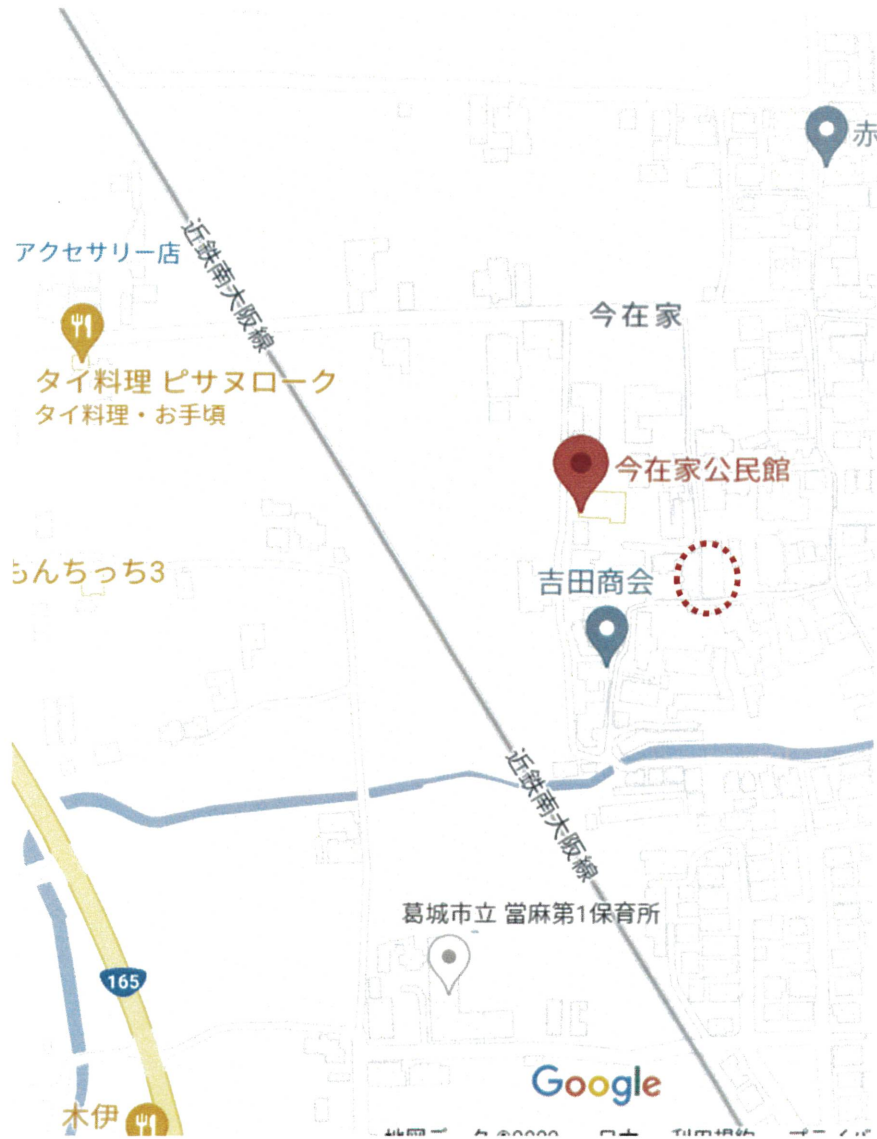 赤
アクセサリー店
近鉄南大阪線
今在家
タイ料理 ピサヌローク
タイ料理・お手頃
今在家公民館
もんちっち3
吉田商会
近鉄南大阪線
葛城市立 當麻第1保育所
165
Google
木伊